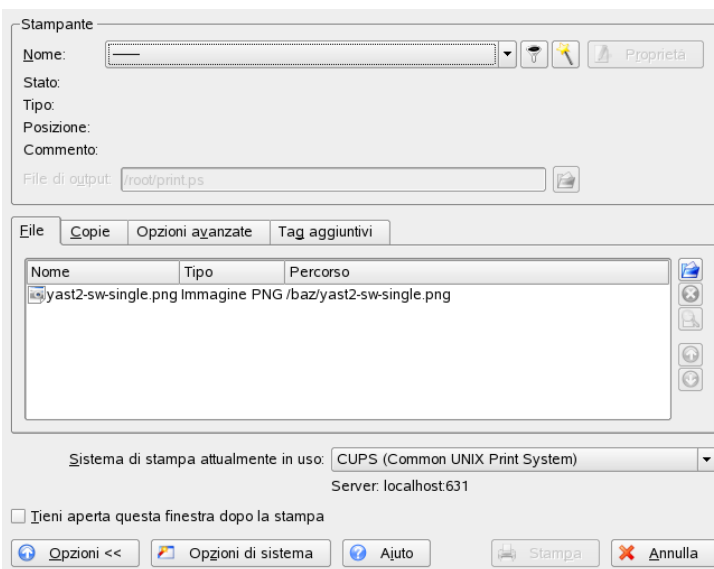 Stampante
Nome:
Proprietà
Stato:
Tipo:
Posizione:
Commento:
File di output: /root/print.ps
File Copie Opzioni avanzate Tag aggiuntivi
Nome Tipo Percorso
yast2-sw-single.png Immagine PNG /baz/yast2-sw-single.png
Sistema di stampa attualmente in uso: CUPS (Common UNIX Print System)
Server: localhost:631
Tieni aperta questa finestra dopo la stampa
Opzioni << Opzioni di sistema Aiuto Stampa Annulla